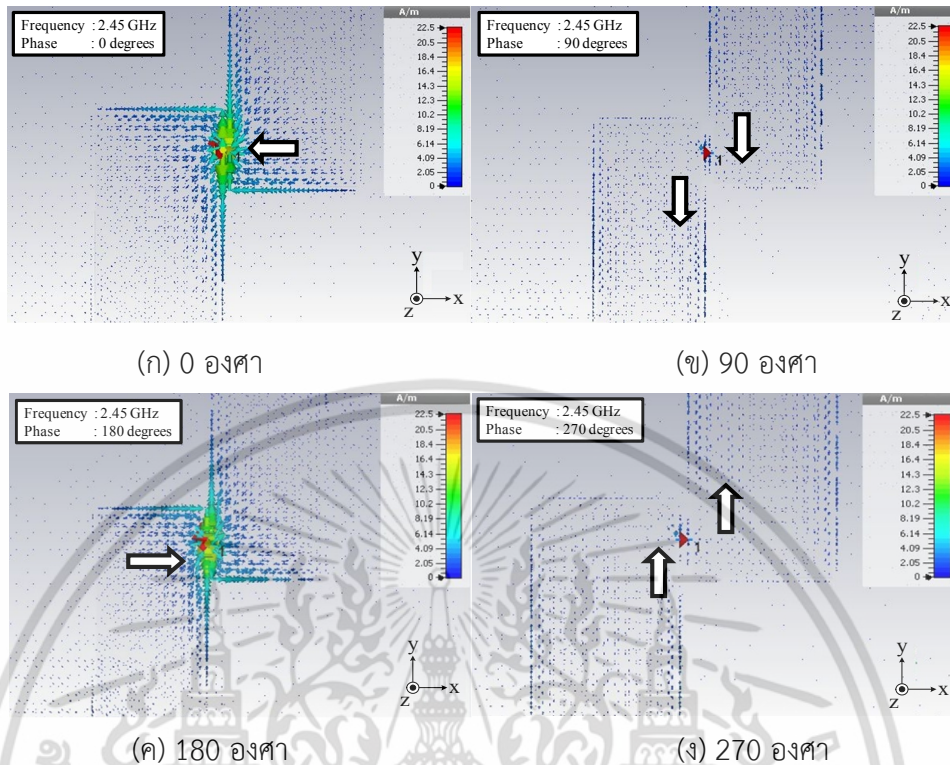 Frequency : 2.45 GHz
Phase : 0 degrees
A/m
22.5
20.5
18.4
16.4
14.3
12.3
10.2
8.19
6.14
4.09
2.05
0
y
x
z
(ก) 0 องศา
Frequency : 2.45 GHz
Phase : 90 degrees
A/m
22.5
20.5
18.4
16.4
14.3
12.3
10.2
8.19
6.14
4.09
2.05
0
1
y
x
z
(ข) 90 องศา
Frequency : 2.45 GHz
Phase : 180 degrees
A/m
22.5
20.5
18.4
16.4
14.3
12.3
10.2
8.19
6.14
4.09
2.05
0
y
x
z
(ค) 180 องศา
Frequency : 2.45 GHz
Phase : 270 degrees
A/m
22.5
20.5
18.4
16.4
14.3
12.3
10.2
8.19
6.14
4.09
2.05
0
1
y
x
z
(ง) 270 องศา